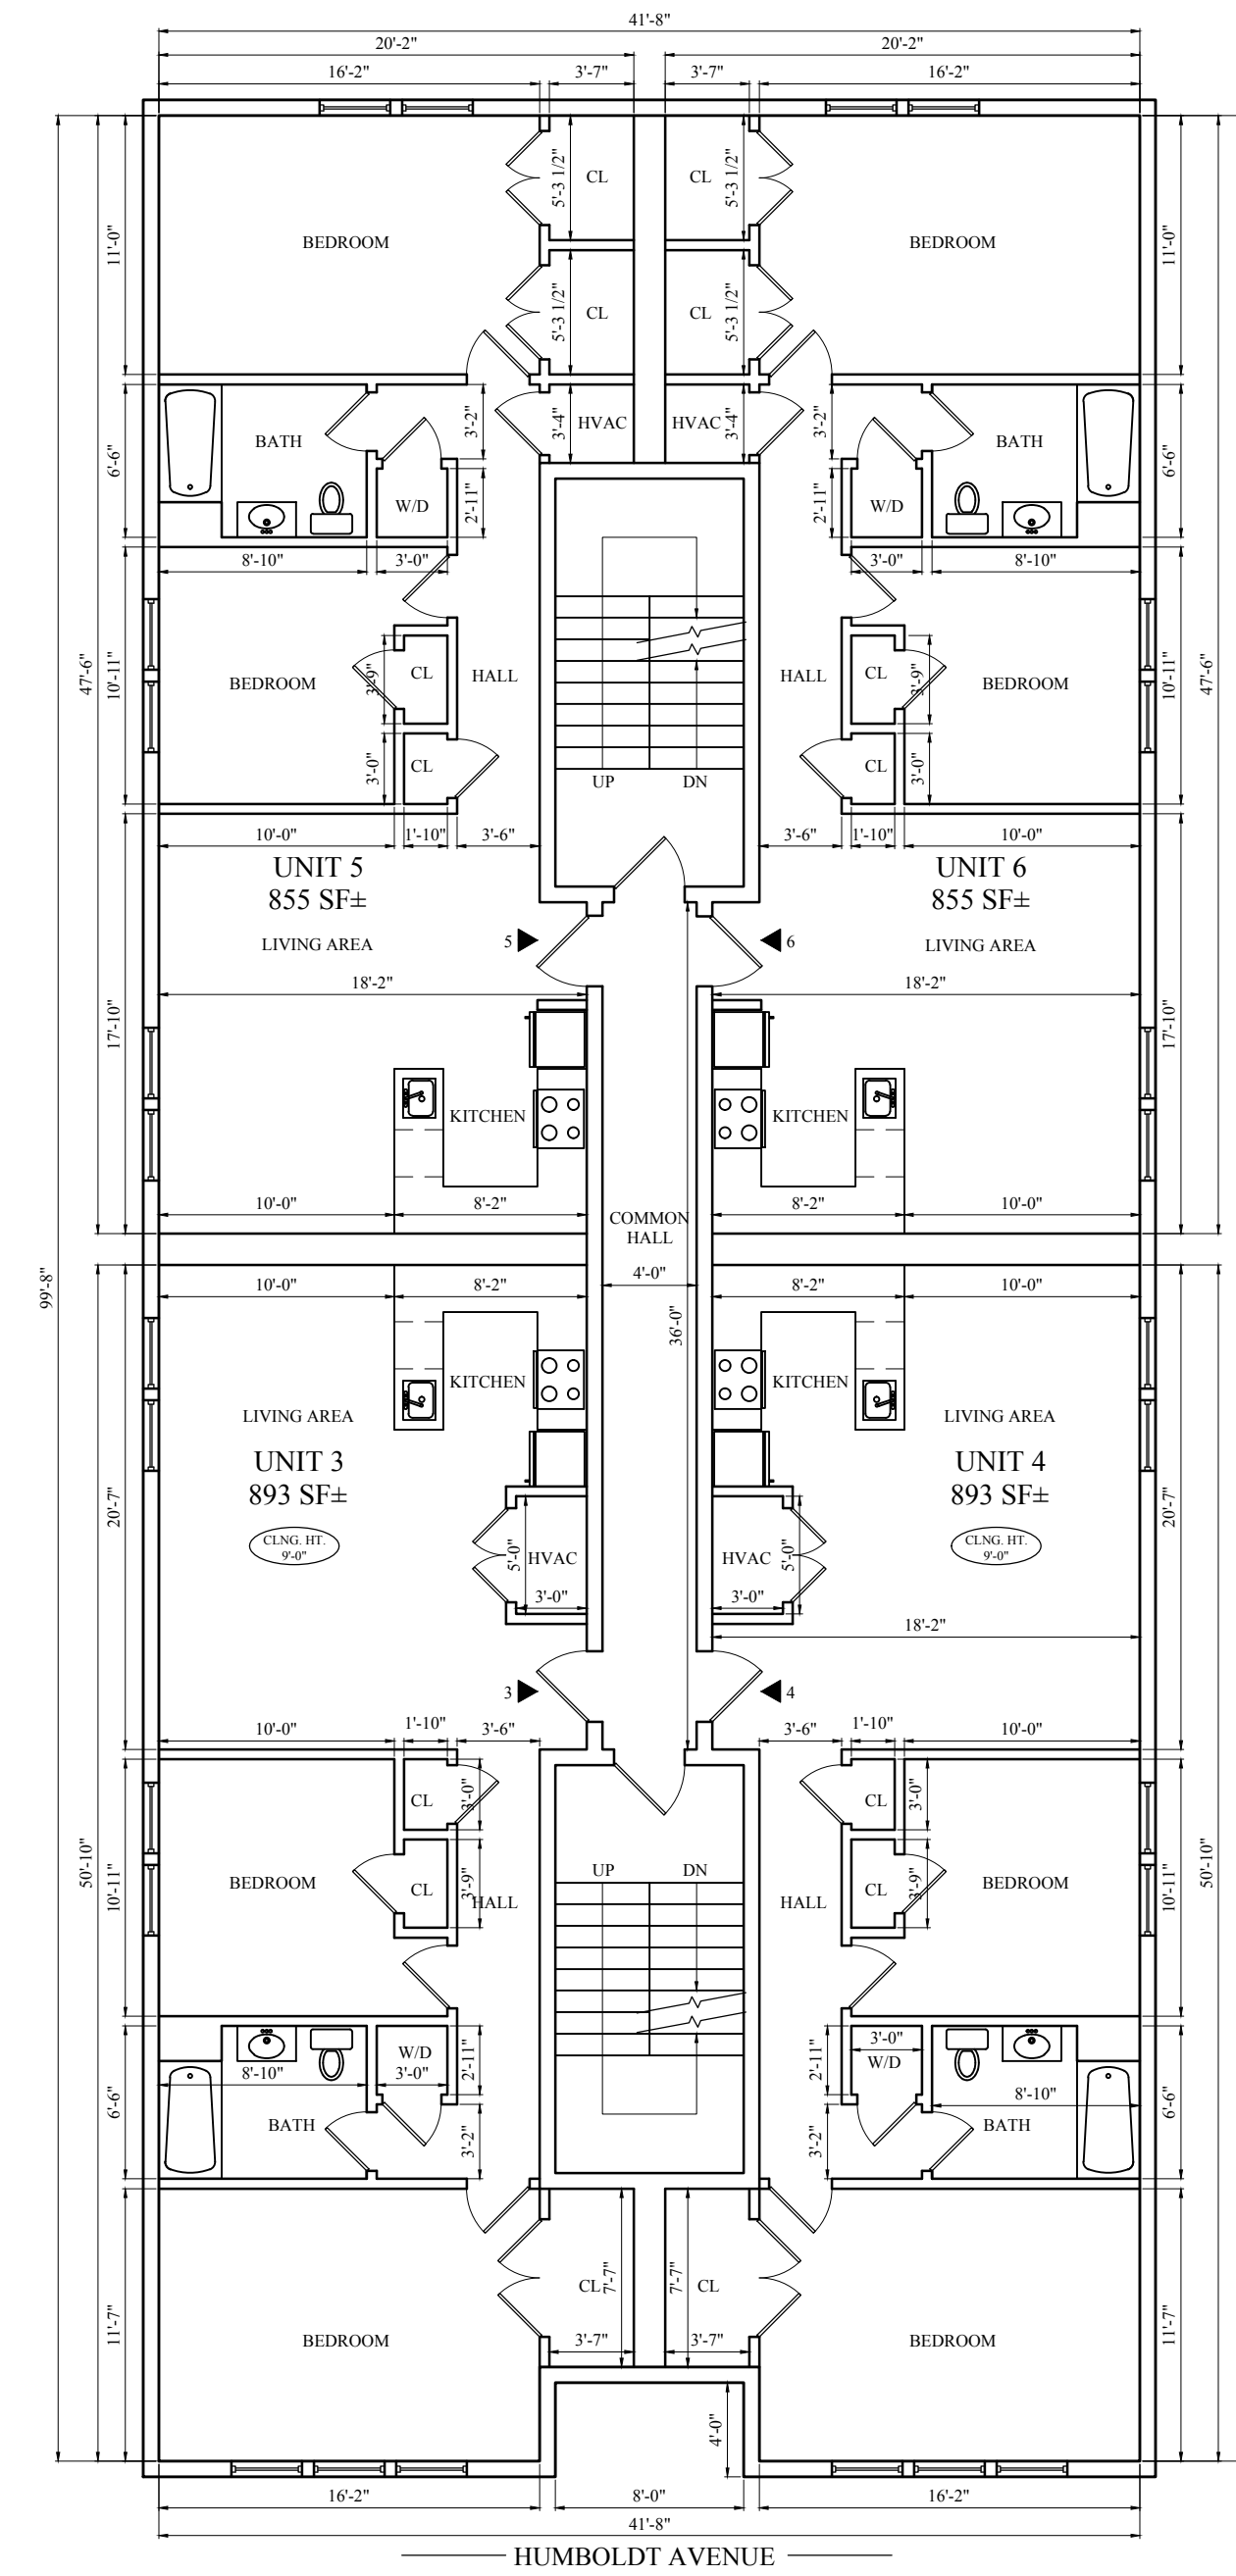 41'-8"
20'-2" 20'-2"
16'-2" 3'-7" 3'-7" 16'-2"
5'-3 1/2" CL CL 5'-3 1/2"
11'-0" BEDROOM BEDROOM 11'-0"
5'-3 1/2" CL CL 5'-3 1/2"
6'-6" BATH 3'-2" 3'-4" HVAC HVAC 3'-4" 3'-2" BATH 6'-6"
W/D 2'-11" 2'-11" W/D
8'-10" 3'-0" 3'-0" 8'-10"
47'-6" 10'-11" BEDROOM 3'-9" CL HALL HALL CL 3'-9" BEDROOM 10'-11" 47'-6"
3'-0" CL UP DN CL 3'-0"
10'-0" 1'-10" 3'-6" 3'-6" 1'-10" 10'-0"
UNIT 5 UNIT 6
855 SF± 855 SF±
LIVING AREA 5 6 LIVING AREA
18'-2" 18'-2"
17'-10" 17'-10"
KITCHEN KITCHEN
10'-0" 8'-2" 8'-2" 10'-0"
COMMON
HALL
99'-8"
10'-0" 8'-2" 4'-0" 8'-2" 10'-0"
36'-0"
KITCHEN KITCHEN
LIVING AREA LIVING AREA
UNIT 3 UNIT 4
893 SF± 893 SF±
20'-7" 20'-7"
CLNG. HT. CLNG. HT.
9'-0" 9'-0"
5'-0" HVAC HVAC 5'-0"
3'-0" 3'-0"
18'-2"
3 4
10'-0" 1'-10" 3'-6" 3'-6" 1'-10" 10'-0"
CL 3'-0" CL 3'-0"
50'-10" 10'-11" BEDROOM CL 3'-9" HALL UP DN HALL CL 3'-9" BEDROOM 10'-11" 50'-10"
W/D 2'-11" 2'-11" 3'-0"
W/D
6'-6" 8'-10" 3'-0" 8'-10" 6'-6"
BATH 3'-2" 3'-2" BATH
CL 7'-7" 7'-7" CL
11'-7" BEDROOM 3'-7" 3'-7" BEDROOM 11'-7"
4'-0"
16'-2" 8'-0" 16'-2"
41'-8"
HUMBOLDT AVENUE